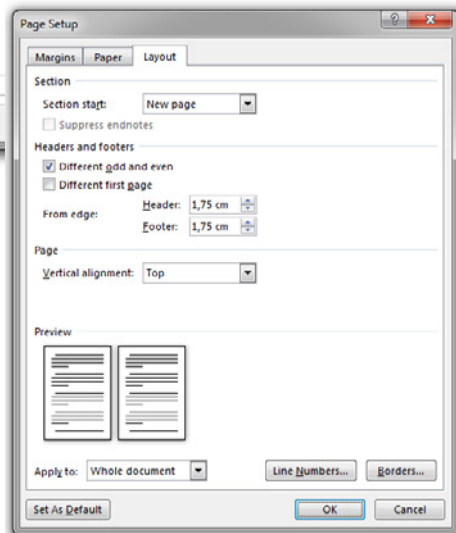 Page Setup
Margins Paper Layout
Section
Section start: New page
Suppress endnotes
Headers and footers
Different odd and even
Different first page
From edge:
Header: 1,75 cm
Footer: 1,75 cm
Page
Vertical alignment: Top
Preview
Apply to: Whole document Line Numbers... Borders...
Set As Default OK Cancel